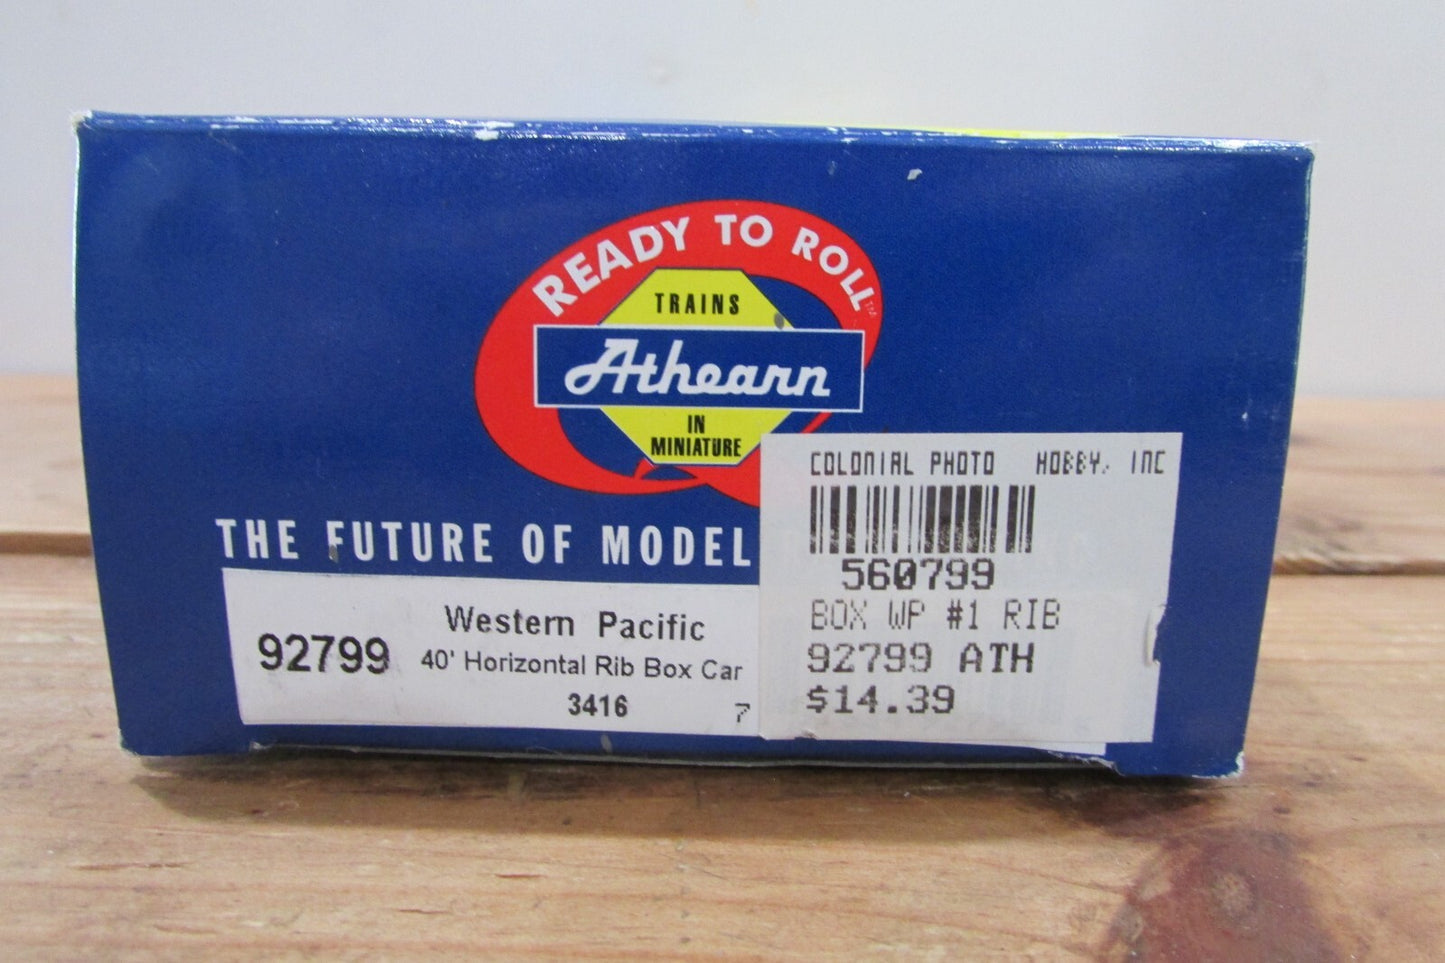 READY TO ROLL™
TRAINS
Athearn
IN
MINIATURE
THE FUTURE OF MODEL
Western Pacific
92799
40' Horizontal Rib Box Car
3416
7
COLONIAL PHOTO HOBBY, INC
560799
BOX WP #1 RIB
92799 ATH
$14.39